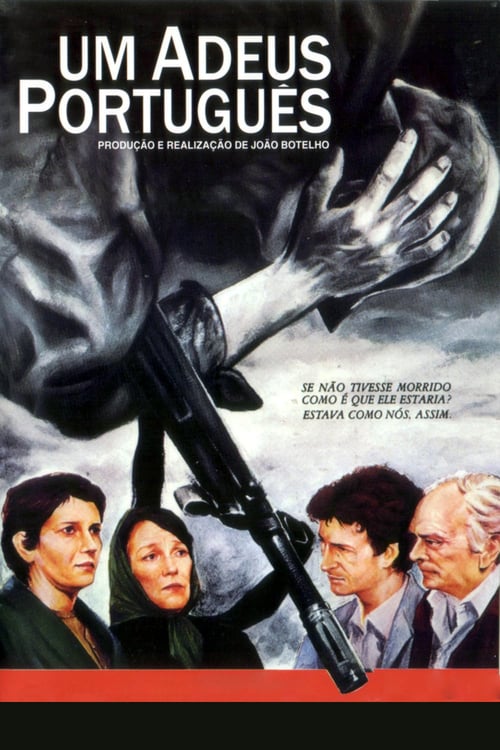 UM ADEUS
PORTUGUÊS
PRODUÇÃO E REALIZAÇÃO DE JOÃO BOTELHO
SE NÃO TIVESSE MORRIDO
COMO É QUE ELE ESTARIA?
ESTAVA COMO NÓS, ASSIM.